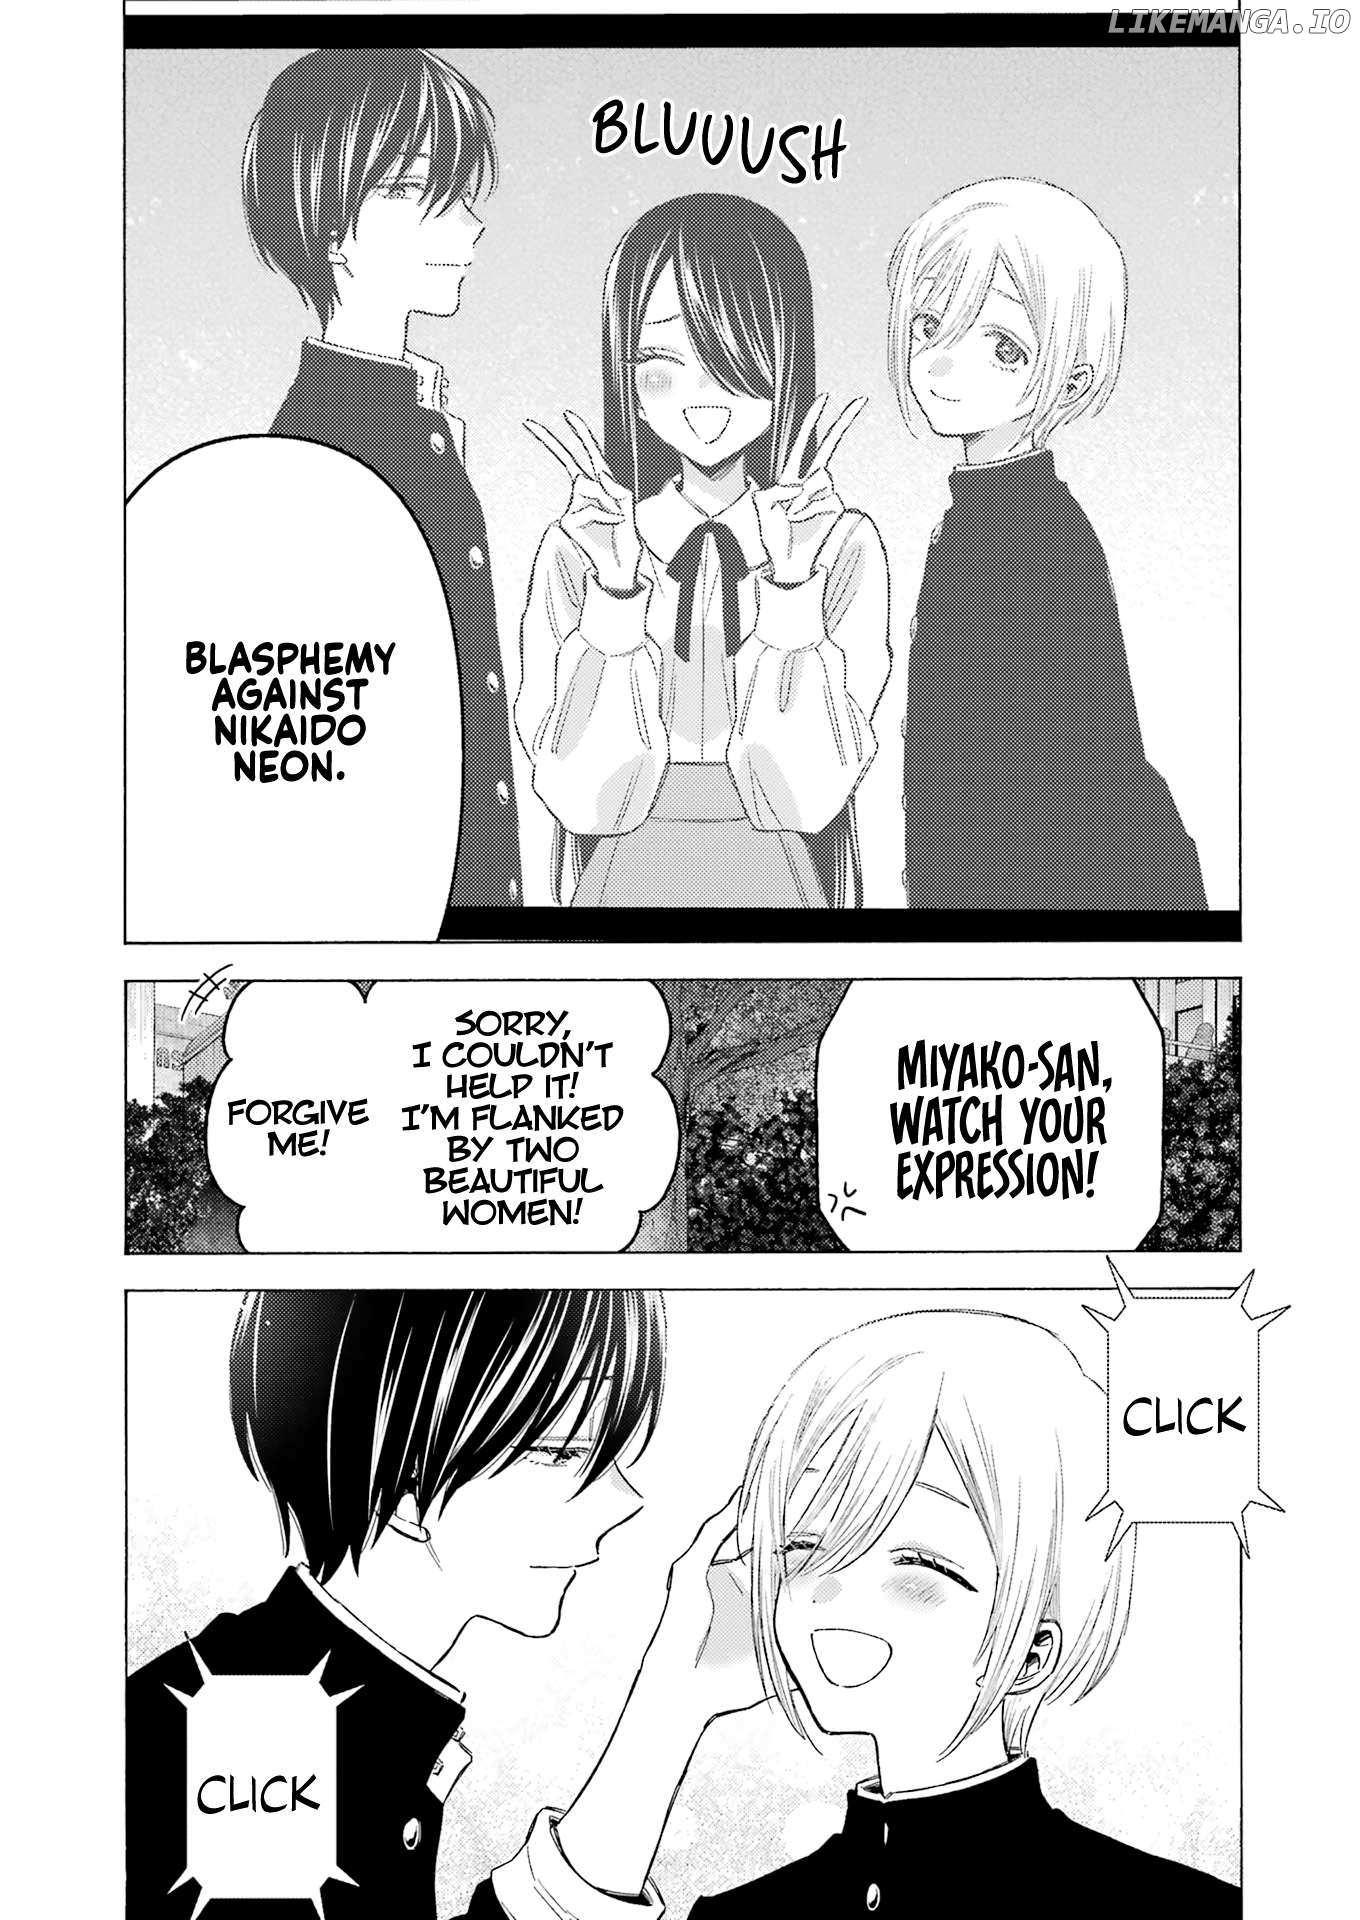 LIKEMANGA.IO
BLUUUSH
BLASPHEMY
AGAINST
NIKAIDO
NEON.
MIYAKO-SAN,
WATCH YOUR
EXPRESSION!
SORRY,
I COULDN'T
HELP IT!
I'M FLANKED
BY TWO
BEAUTIFUL
WOMEN!
FORGIVE
ME!
CLICK
CLICK